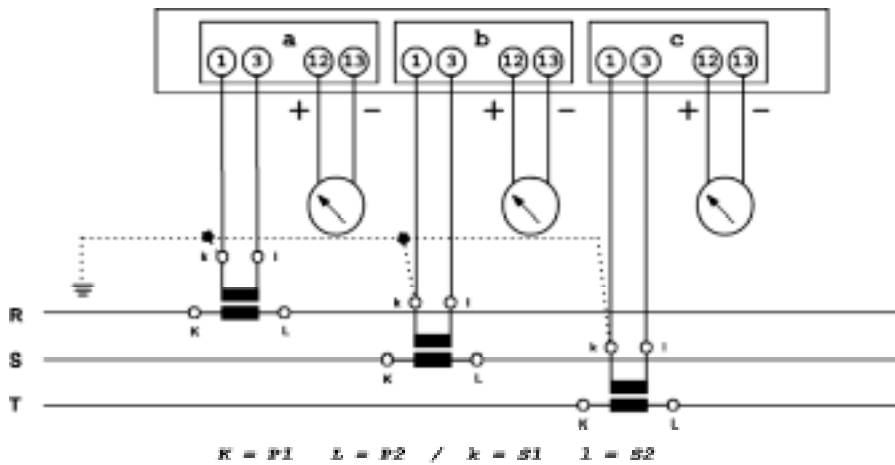 a b c
1 3 12 13 1 3 12 13 1 3 12 13
+ - + - + -
k l
k l
R K L
k l
S K L
T K L
K = P1 L = P2 / k = S1 l = S2